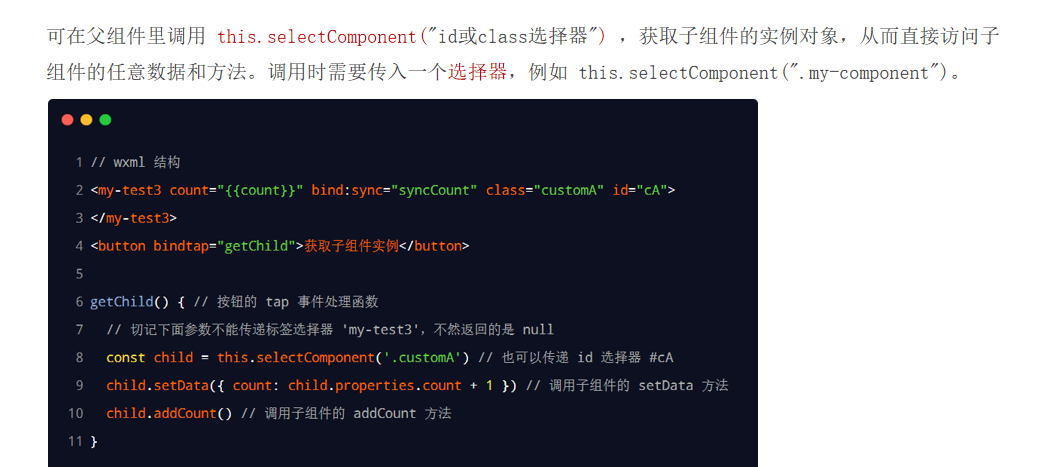 可在父组件里调用 this.selectComponent("id或class选择器") ，获取子组件的实例对象，从而直接访问子
组件的任意数据和方法。调用时需要传入一个选择器，例如 this.selectComponent(".my-component")。
1 // wxml 结构
2 <my-test3 count="{{count}}" bind:sync="syncCount" class="customA" id="cA">
3 </my-test3>
4 <button bindtap="getChild">获取子组件实例</button>
5
6 getChild() { // 按钮的 tap 事件处理函数
7   // 切记下面参数不能传递标签选择器 'my-test3'，不然返回的是 null
8   const child = this.selectComponent('.customA') // 也可以传递 id 选择器 #cA
9   child.setData({ count: child.properties.count + 1 }) // 调用子组件的 setData 方法
10   child.addCount() // 调用子组件的 addCount 方法
11 }